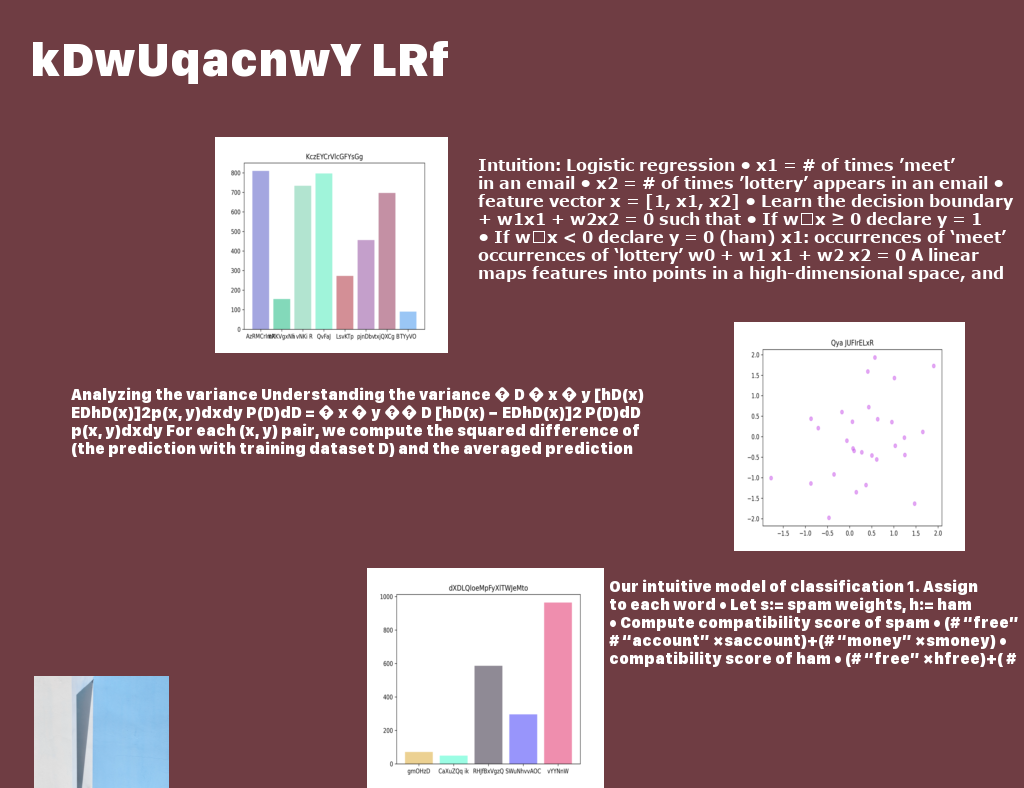 kDwUqacnwY LRf
KczEYCrVlcGFYsGg
800
700
600
500
400
300
200
100
0
vNKi R QvFaj LsvKTp pjnDbvtxjQXCg BTYyVO
Intuition: Logistic regression • x1 = # of times ’meet’
in an email • x2 = # of times ’lottery’ appears in an email •
feature vector x = [1, x1, x2] • Learn the decision boundary
+ w1x1 + w2x2 = 0 such that • If w□x ≥ 0 declare y = 1
• If w□x < 0 declare y = 0 (ham) x1: occurrences of ‘meet’
occurrences of ‘lottery’ w0 + w1 x1 + w2 x2 = 0 A linear
maps features into points in a high-dimensional space, and
Qya JUFIrELxR
2.0
1.5
1.0
0.5
0.0
−0.5
−1.0
−1.5
−2.0
−1.5 −1.0 −0.5 0.0 0.5 1.0 1.5 2.0
Analyzing the variance Understanding the variance � D � x � y [hD(x)
EDhD(x)]2p(x, y)dxdy P(D)dD = � x � y �� D [hD(x) − EDhD(x)]2 P(D)dD
p(x, y)dxdy For each (x, y) pair, we compute the squared difference of
(the prediction with training dataset D) and the averaged prediction
dXDLQloeMpFyXlTWJeMto
1000
800
600
400
200
0
gmOHzD CaXuZQq ik RHJfBxVgzQ SWuNhvvAOC vYYNnW
Our intuitive model of classification 1. Assign
to each word • Let s:= spam weights, h:= ham
• Compute compatibility score of spam • (# “free”
# “account” ×saccount)+(# “money” ×smoney) •
compatibility score of ham • (# “free” ×hfree)+( #